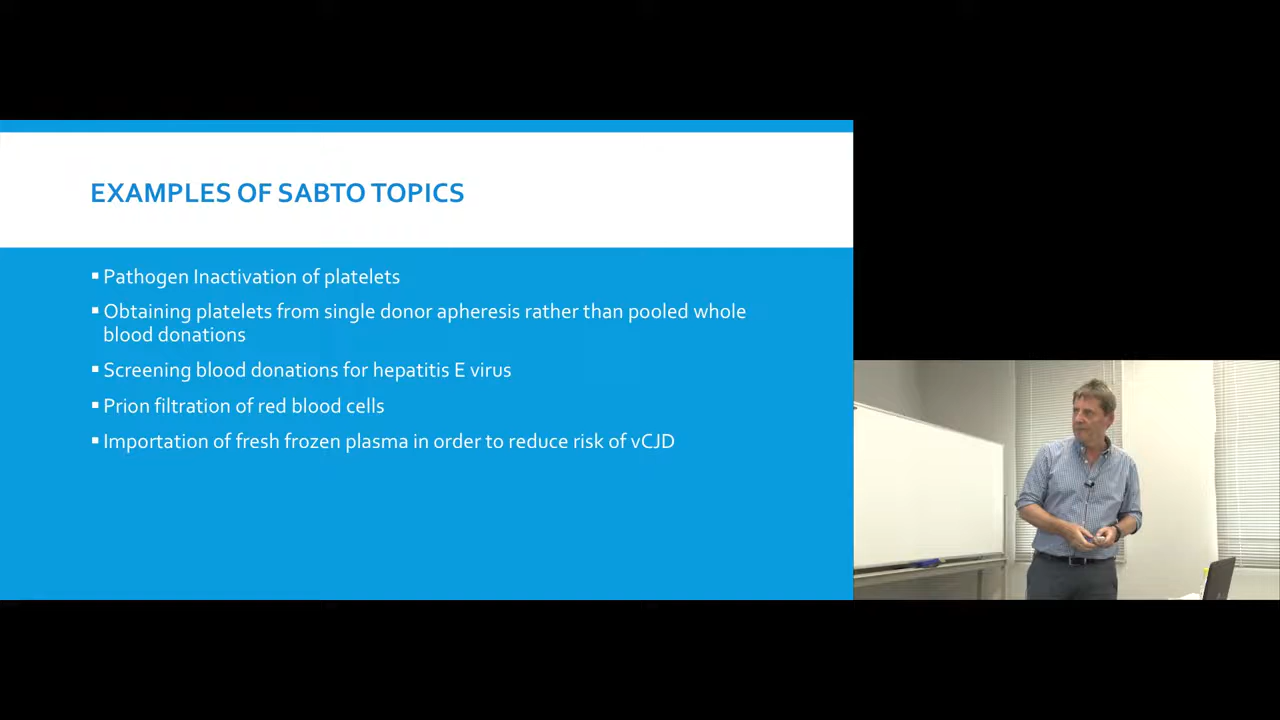 EXAMPLES OF SABTO TOPICS
▪ Pathogen Inactivation of platelets
▪ Obtaining platelets from single donor apheresis rather than pooled whole
blood donations
▪ Screening blood donations for hepatitis E virus
▪ Prion filtration of red blood cells
▪ Importation of fresh frozen plasma in order to reduce risk of vCJD